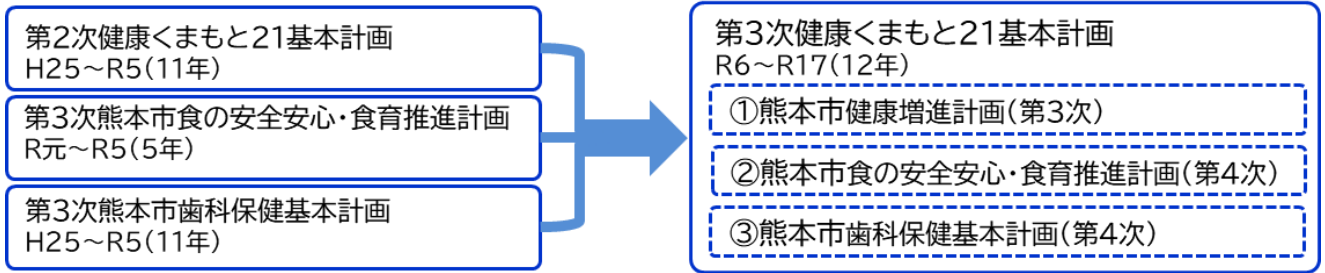 第2次健康くまもと21基本計画
H25～R5(11年)
第3次熊本市食の安全安心・食育推進計画
R元～R5(5年)
第3次熊本市歯科保健基本計画
H25～R5(11年)
第3次健康くまもと21基本計画
R6～R17(12年)
①熊本市健康増進計画(第3次)
②熊本市食の安全安心・食育推進計画(第4次)
③熊本市歯科保健基本計画(第4次)